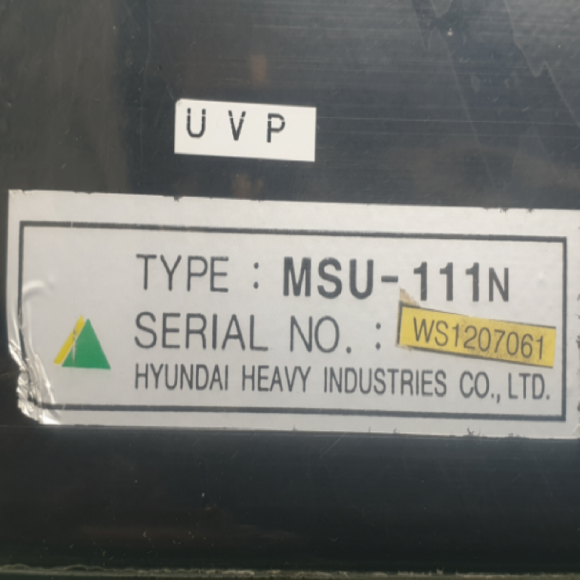 UVP
TYPE : MSU-111N
SERIAL NO. : WS1207061
HYUNDAI HEAVY INDUSTRIES CO., LTD.